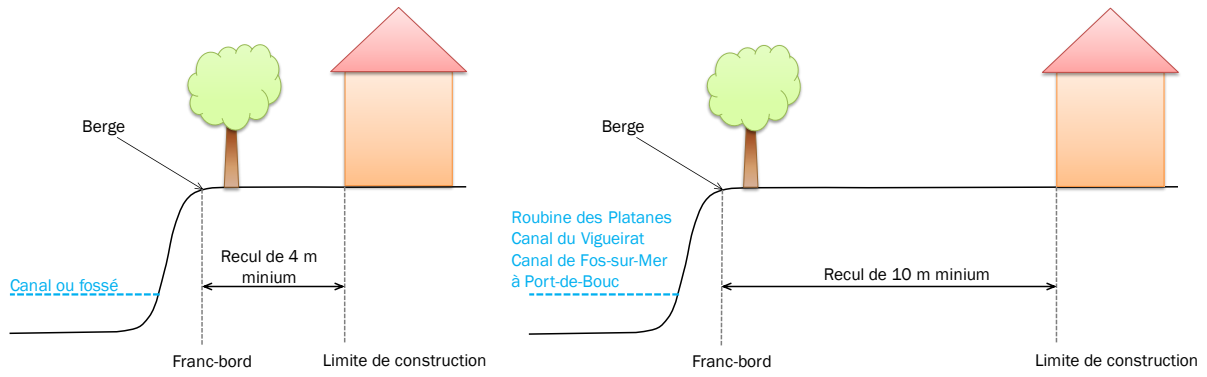 Berge
Canal ou fossé
Recul de 4 m
minium
Franc-bord
Limite de construction
Berge
Roubine des Platanes
Canal du Vigueirat
Canal de Fos-sur-Mer
à Port-de-Bouc
Recul de 10 m minium
Franc-bord
Limite de construction